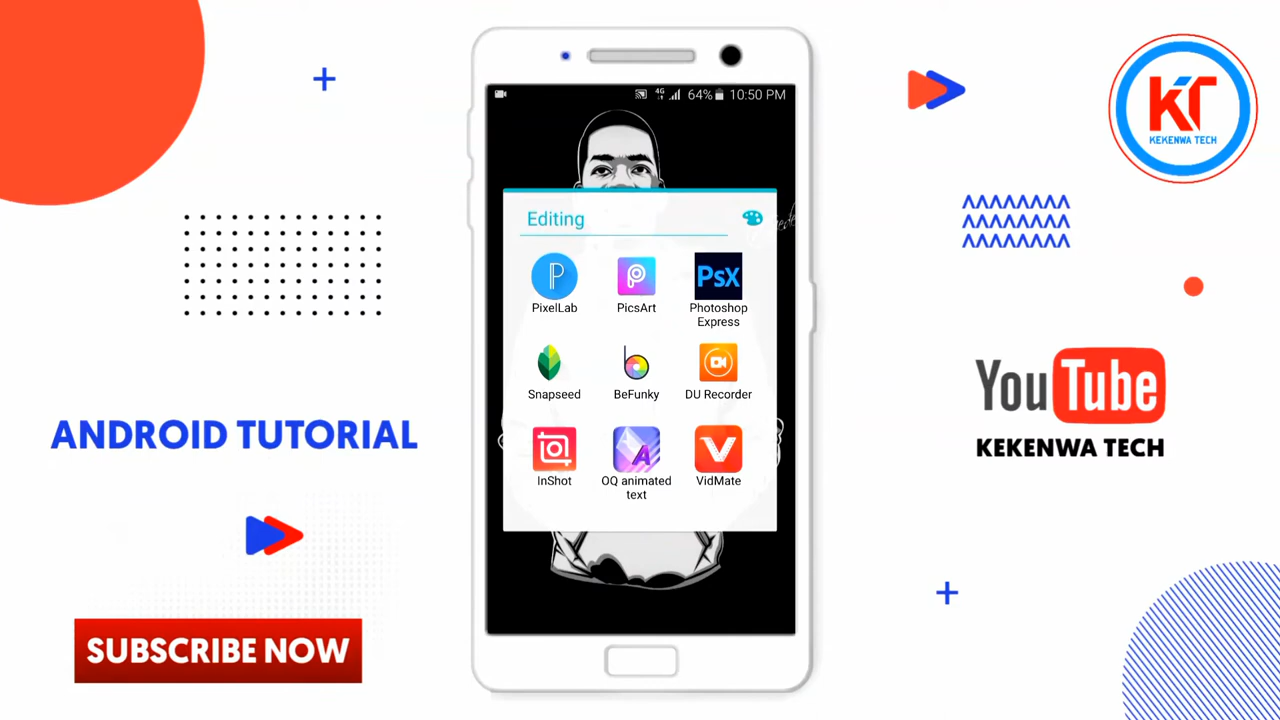 4G 64% 10:50 PM
KT
KEKENWA TECH
Editing
PixelLab
PicsArt
PsX
Photoshop
Express
Snapseed
BeFunky
DU Recorder
InShot
A
OQ animated
text
VidMate
ANDROID TUTORIAL
SUBSCRIBE NOW
YouTube
KEKENWA TECH